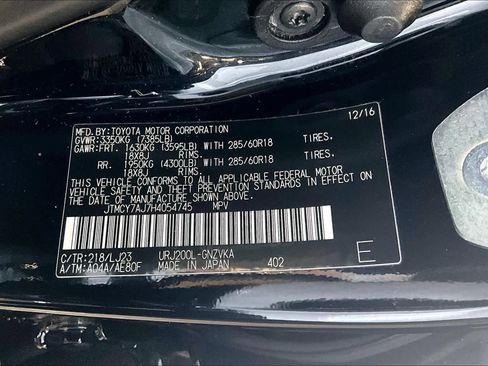 MFD.BY:TOYOTA MOTOR CORPORATION 12/16
GVWR:3350KG (7385LB)
GAWR:FRT. 1630KG (3595LB) WITH 285/60R18 TIRES.
18X8J RIMS.
RR. 1950KG (4300LB) WITH 285/60R18 TIRES.
18X8J RIMS.
THIS VEHICLE CONFORMS TO ALL APPLICABLE FEDERAL MOTOR
VEHICLE SAFETY AND THEFT PREVENTION STANDARDS IN EFFECT ON
THE DATE OF MANUFACTURE SHOWN ABOVE.
JTMCY7AJ7H4054745 MPV
C/TR:218/LJ23 URJ200L-GNZVKA
A/TM:A04A/AE80F MADE IN JAPAN 402 E